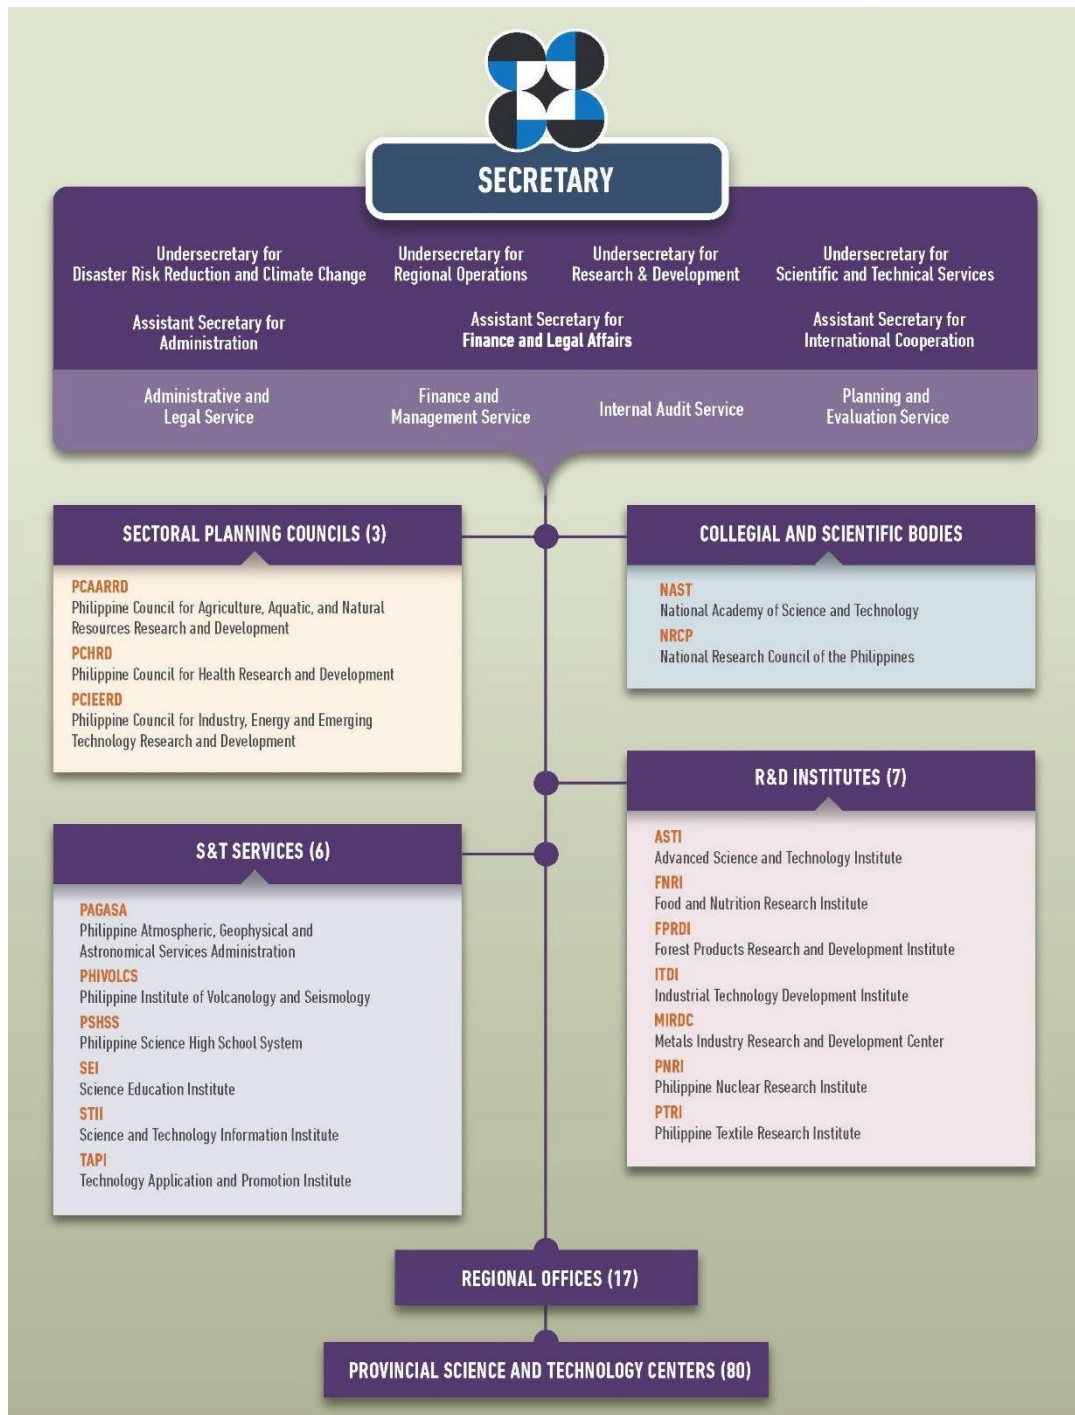 SECRETARY
Undersecretary for
Disaster Risk Reduction and Climate Change
Undersecretary for
Regional Operations
Undersecretary for
Research & Development
Undersecretary for
Scientific and Technical Services
Assistant Secretary for
Administration
Assistant Secretary for
Finance and Legal Affairs
Assistant Secretary for
International Cooperation
Administrative and
Legal Service
Finance and
Management Service
Internal Audit Service
Planning and
Evaluation Service
SECTORAL PLANNING COUNCILS (3)
PCAARRD
Philippine Council for Agriculture, Aquatic, and Natural
Resources Research and Development
PCHRD
Philippine Council for Health Research and Development
PCIEERD
Philippine Council for Industry, Energy and Emerging
Technology Research and Development
COLLEGIAL AND SCIENTIFIC BODIES
NAST
National Academy of Science and Technology
NRCP
National Research Council of the Philippines
R&D INSTITUTES (7)
ASTI
Advanced Science and Technology Institute
FNRI
Food and Nutrition Research Institute
FPRDI
Forest Products Research and Development Institute
ITDI
Industrial Technology Development Institute
MIRDC
Metals Industry Research and Development Center
PNRI
Philippine Nuclear Research Institute
PTRI
Philippine Textile Research Institute
S&T SERVICES (6)
PAGASA
Philippine Atmospheric, Geophysical and
Astronomical Services Administration
PHIVOLCS
Philippine Institute of Volcanology and Seismology
PSHSS
Philippine Science High School System
SEI
Science Education Institute
STII
Science and Technology Information Institute
TAPI
Technology Application and Promotion Institute
REGIONAL OFFICES (17)
PROVINCIAL SCIENCE AND TECHNOLOGY CENTERS (80)